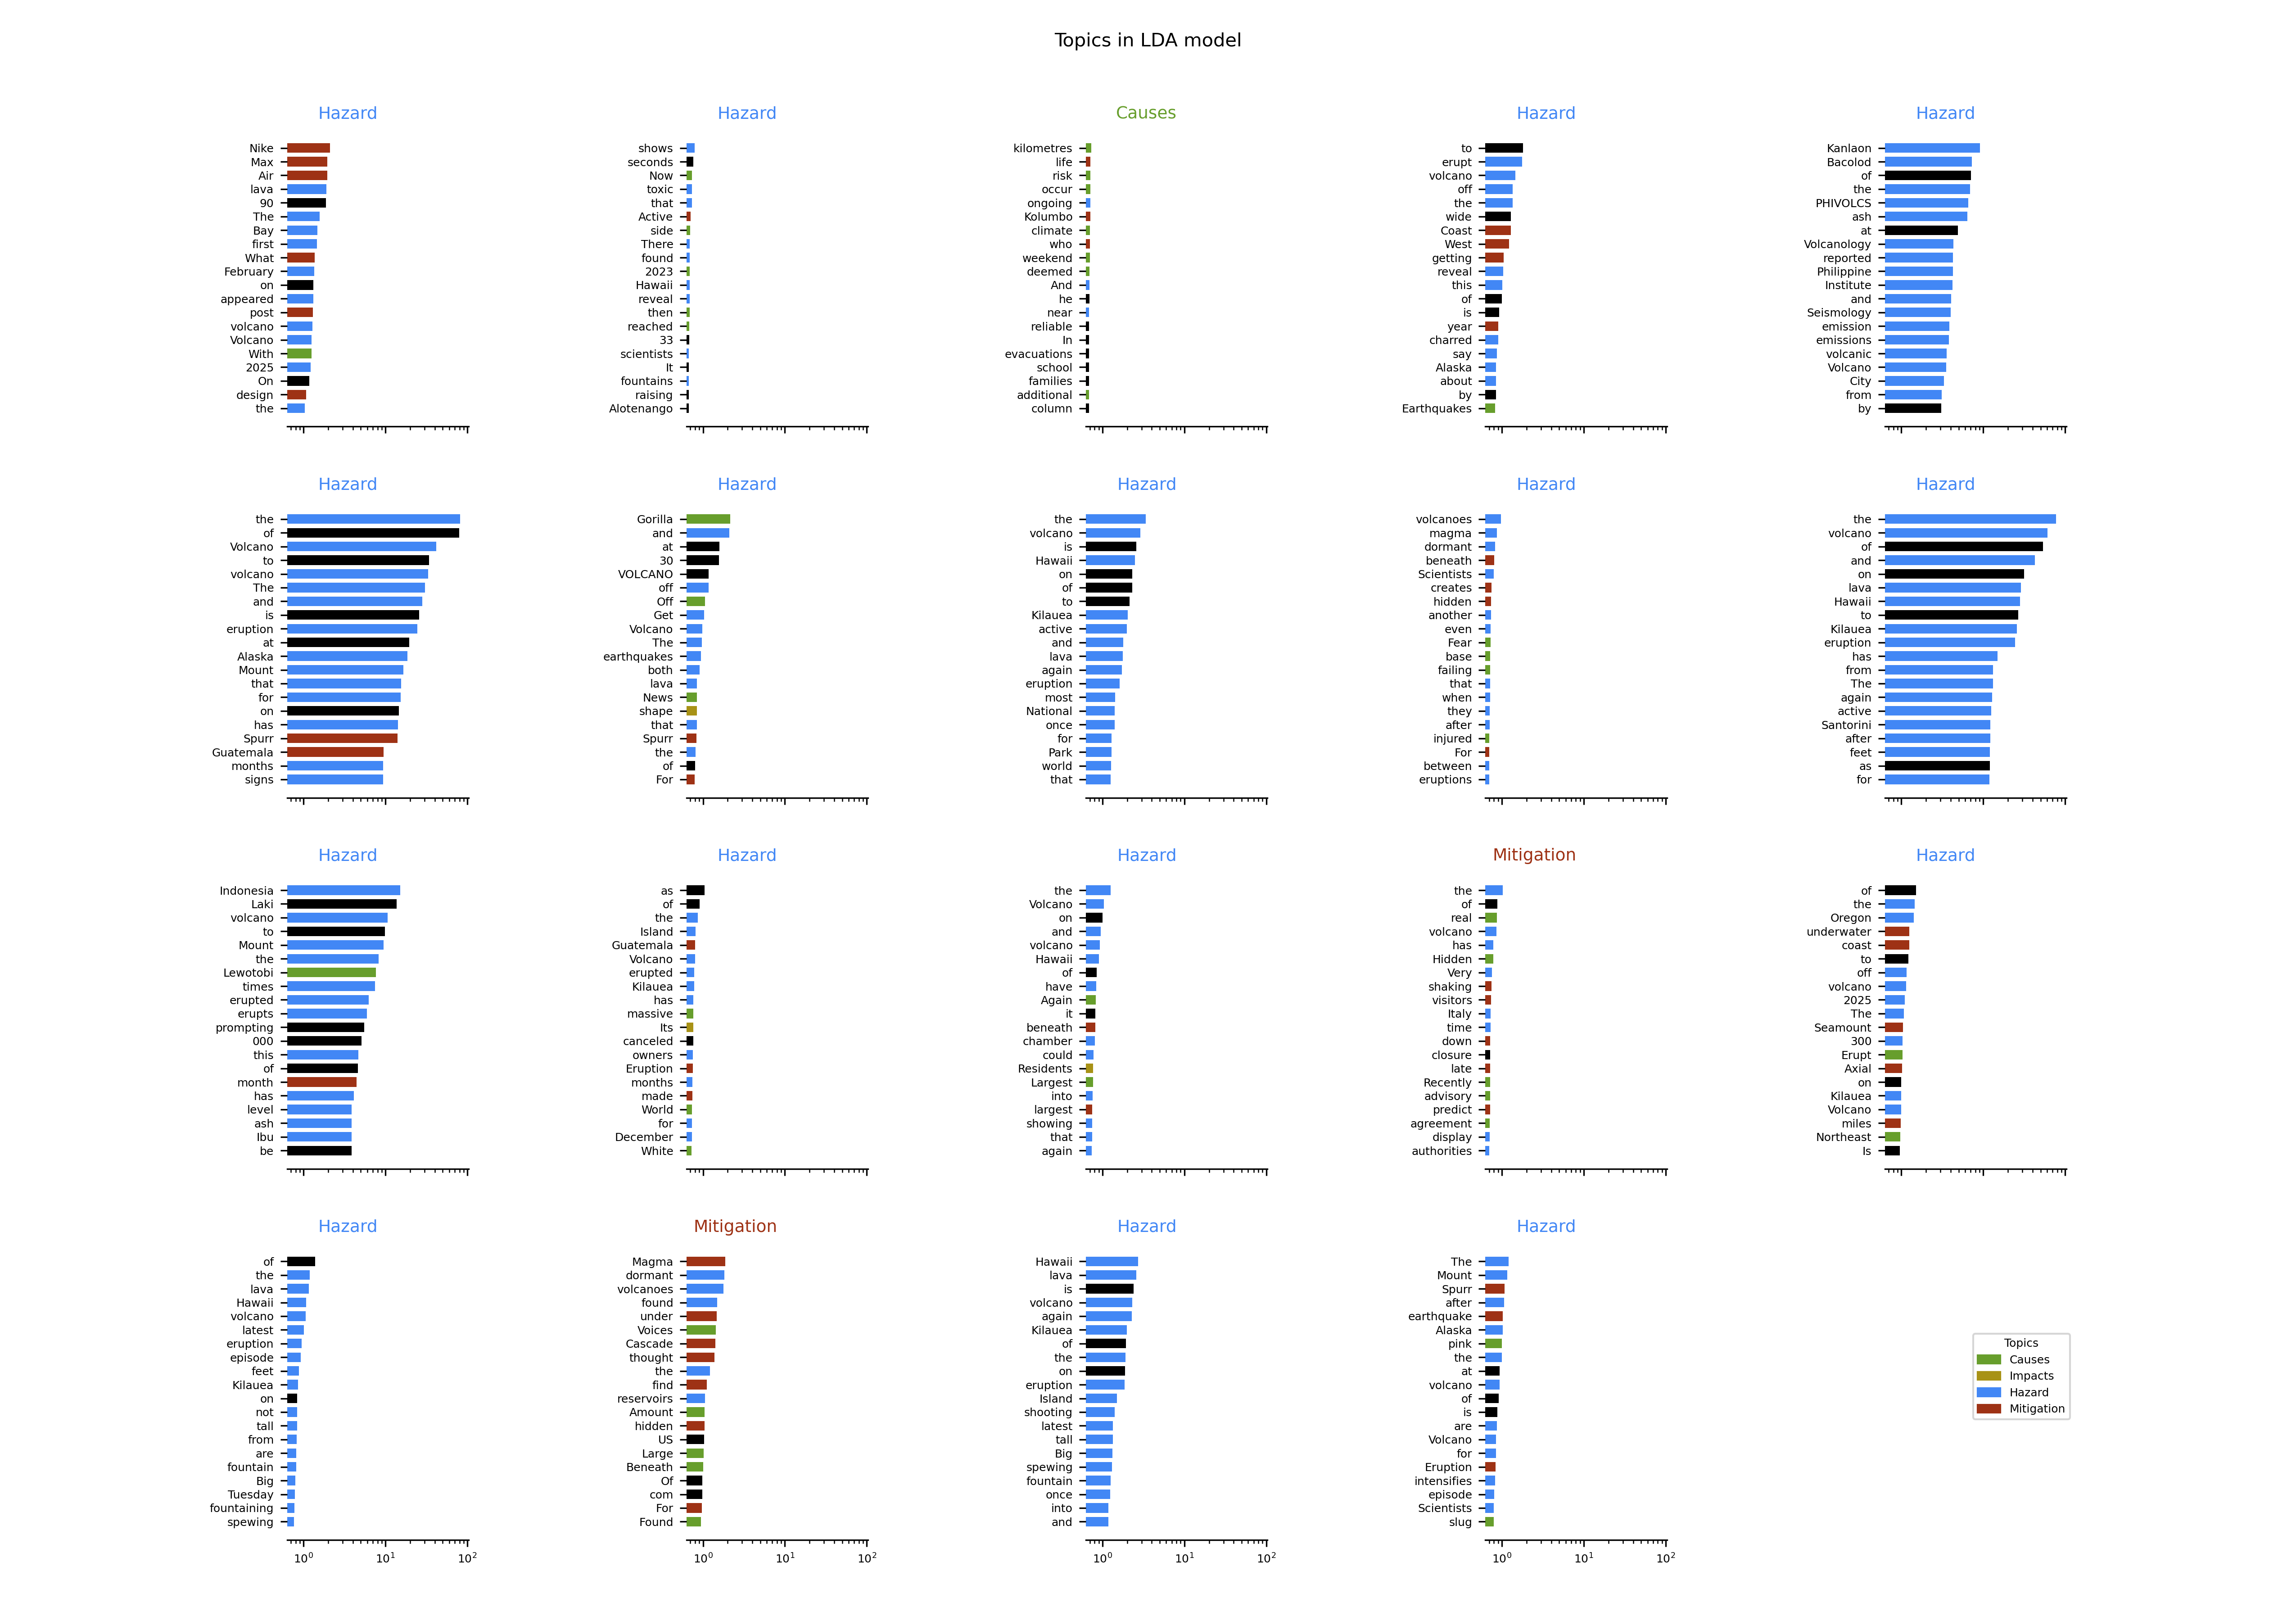 Topics in LDA model
Hazard
Nike
Max
Air
lava
90
The
Bay
first
What
February
on
appeared
post
volcano
Volcano
With
2025
On
design
the
Hazard
shows
seconds
Now
toxic
that
Active
side
There
found
2023
Hawaii
reveal
then
reached
33
scientists
It
fountains
raising
Alotenango
Causes
kilometres
life
risk
occur
ongoing
Kolumbo
climate
who
weekend
deemed
And
he
near
reliable
In
evacuations
school
families
additional
column
Hazard
to
erupt
volcano
off
the
wide
Coast
West
getting
reveal
this
of
is
year
charred
say
Alaska
about
by
Earthquakes
Hazard
Kanlaon
Bacolod
of
the
PHIVOLCS
ash
at
Volcanology
reported
Philippine
Institute
and
Seismology
emission
emissions
volcanic
Volcano
City
from
by
Hazard
the
of
Volcano
to
volcano
The
and
is
eruption
at
Alaska
Mount
that
for
on
has
Spurr
Guatemala
months
signs
Hazard
Gorilla
and
at
30
VOLCANO
off
Off
Get
Volcano
The
earthquakes
both
lava
News
shape
that
Spurr
the
of
For
Hazard
the
volcano
is
Hawaii
on
of
to
Kilauea
active
and
lava
again
eruption
most
National
once
for
Park
world
that
Hazard
volcanoes
magma
dormant
beneath
Scientists
creates
hidden
another
even
Fear
base
failing
that
when
they
after
injured
For
between
eruptions
Hazard
the
volcano
of
and
on
lava
Hawaii
to
Kilauea
eruption
has
from
The
again
active
Santorini
after
feet
as
for
Hazard
Indonesia
Laki
volcano
to
Mount
the
Lewotobi
times
erupted
erupts
prompting
000
this
of
month
has
level
ash
Ibu
be
Hazard
as
of
the
Island
Guatemala
Volcano
erupted
Kilauea
has
massive
Its
canceled
owners
Eruption
months
made
World
for
December
White
Hazard
the
Volcano
on
and
volcano
Hawaii
of
have
Again
it
beneath
chamber
could
Residents
Largest
into
largest
showing
that
again
Mitigation
the
of
real
volcano
has
Hidden
Very
shaking
visitors
Italy
time
down
closure
late
Recently
advisory
predict
agreement
display
authorities
Hazard
of
the
Oregon
underwater
coast
to
off
volcano
2025
The
Seamount
300
Erupt
Axial
on
Kilauea
Volcano
miles
Northeast
Is
Hazard
of
the
lava
Hawaii
volcano
latest
eruption
episode
feet
Kilauea
on
not
tall
from
are
fountain
Big
Tuesday
fountaining
spewing
10⁰ 10¹ 10²
Mitigation
Magma
dormant
volcanoes
found
under
Voices
Cascade
thought
the
find
reservoirs
Amount
hidden
US
Large
Beneath
Of
com
For
Found
10⁰ 10¹ 10²
Hazard
Hawaii
lava
is
volcano
again
Kilauea
of
the
on
eruption
Island
shooting
latest
tall
Big
spewing
fountain
once
into
and
10⁰ 10¹ 10²
Hazard
The
Mount
Spurr
after
earthquake
Alaska
pink
the
at
volcano
of
is
are
Volcano
for
Eruption
intensifies
episode
Scientists
slug
10⁰ 10¹ 10²
Topics
Causes
Impacts
Hazard
Mitigation